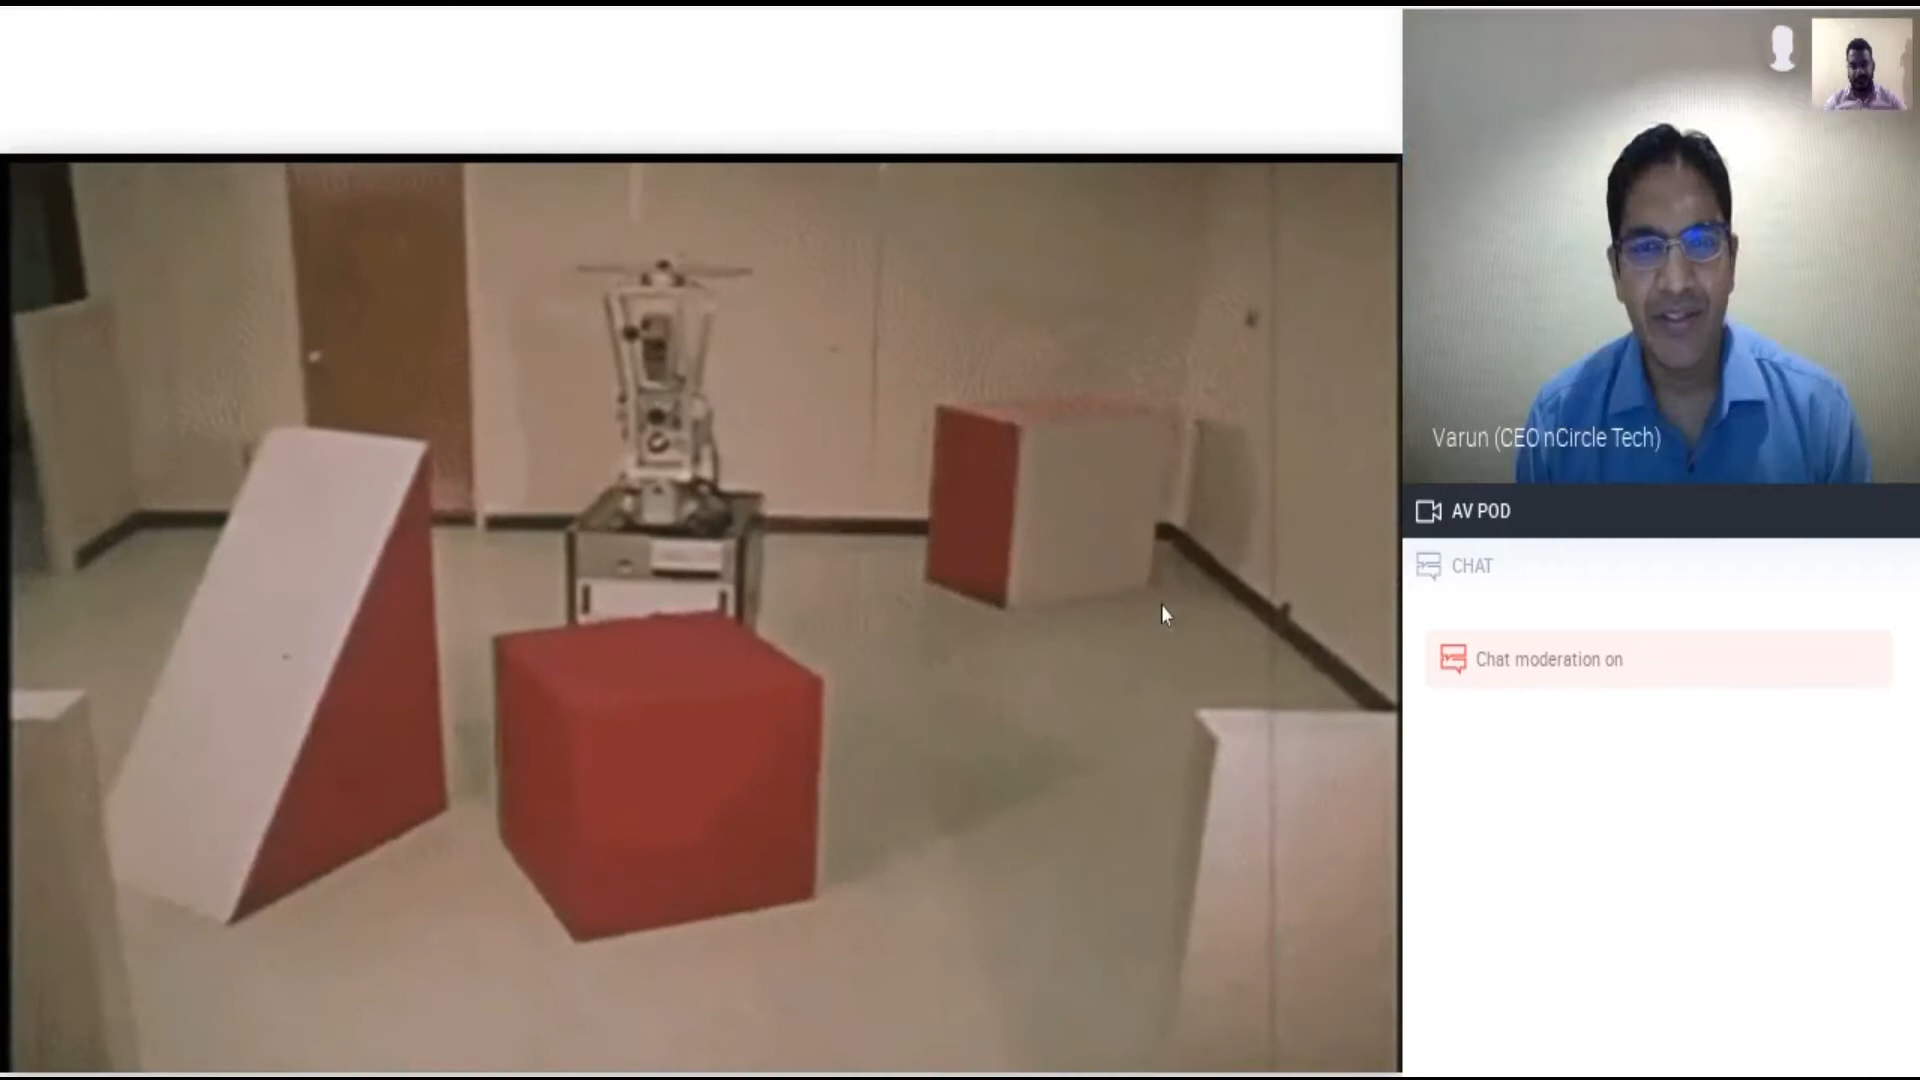 Varun (CEO nCircle Tech)
AV POD
CHAT
Chat moderation on